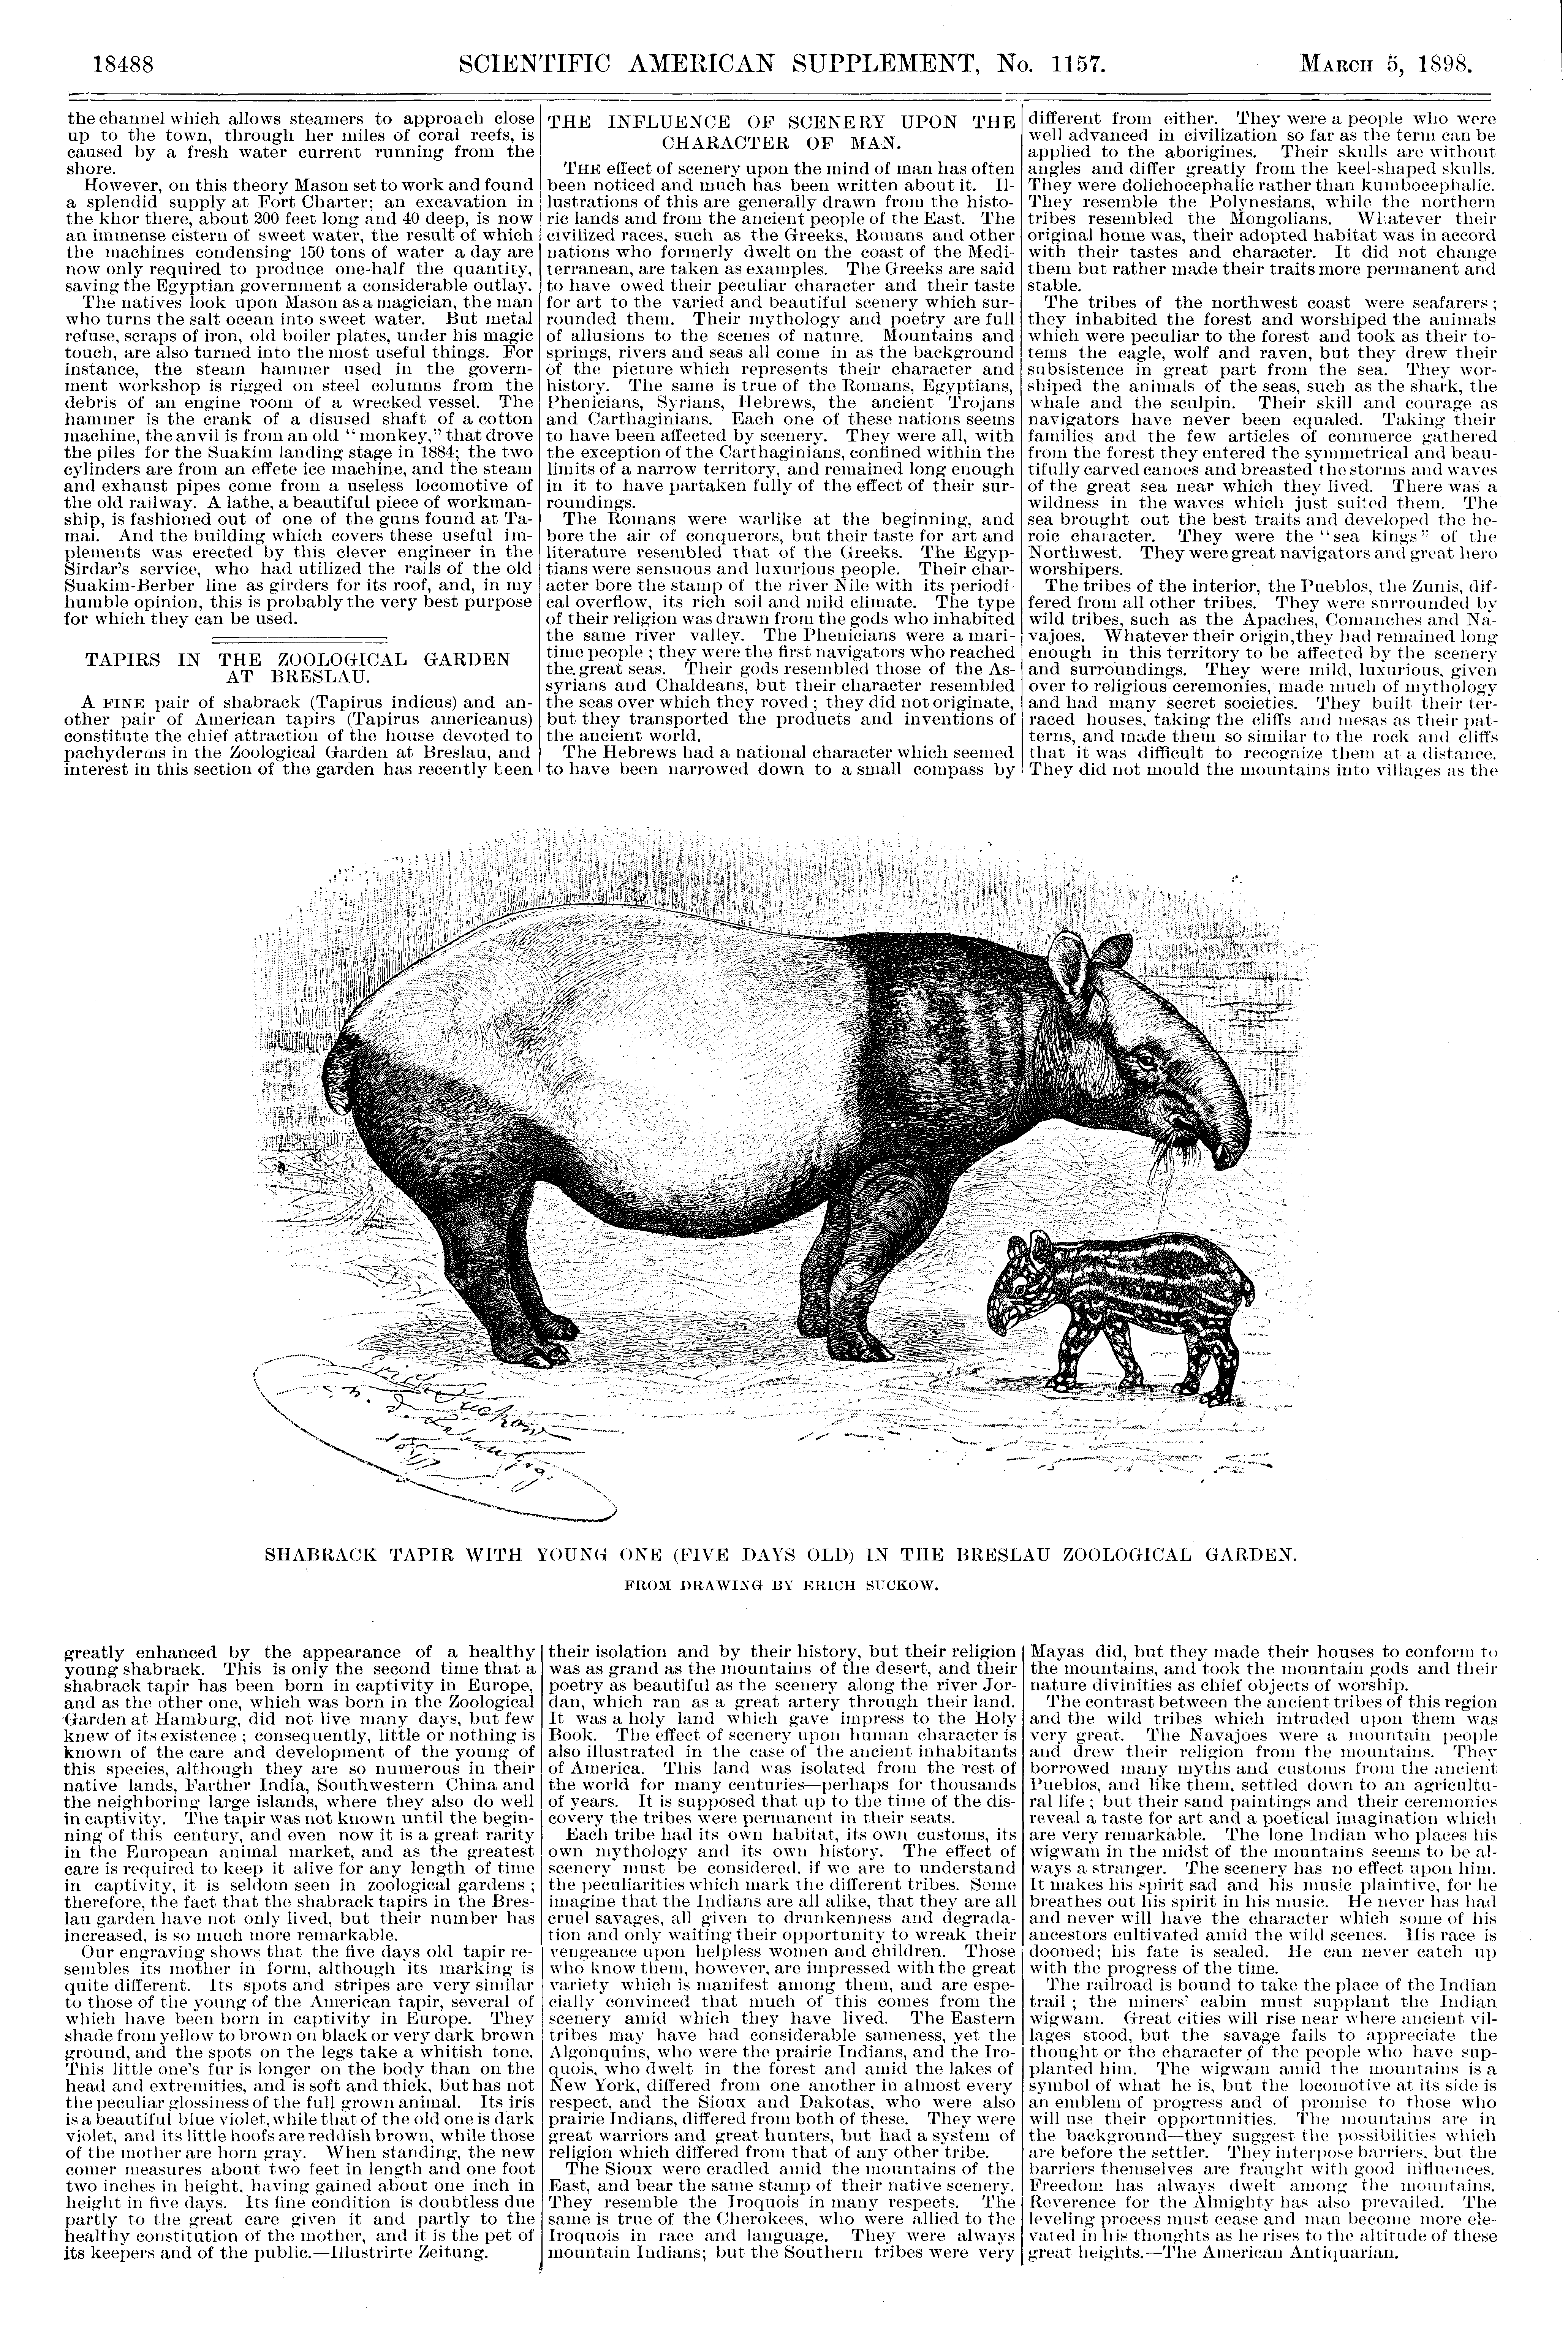 18488
SCIENTIFIC AMERICAN SUPPLEMENT, No. 1157.
MARCH 5, 1898.
the channel which allows steamers to approach close
up to the town, through her miles of coral reefs, is
caused by a fresh water current running from the
shore.
However, on this theory Mason set to work and found
a splendid supply at Fort Charter; an excavation in
the khor there, about 200 feet long and 40 deep, is now
an immense cistern of sweet water, the result of which
the machines condensing 150 tons of water a day are
now only required to produce one-half the quantity,
saving the Egyptian government a considerable outlay.
The natives look upon Mason as a magician, the man
who turns the salt ocean into sweet water. But metal
refuse, scraps of iron, old boiler plates, under his magic
touch, are also turned into the most useful things. For
instance, the steam hammer used in the govern-
ment workshop is rigged on steel columns from the
debris of an engine room of a wrecked vessel. The
hammer is the crank of a disused shaft of a cotton
machine, the anvil is from an old "monkey," that drove
the piles for the Suakim landing stage in 1884; the two
cylinders are from an effete ice machine, and the steam
and exhaust pipes come from a useless locomotive of
the old railway. A lathe, a beautiful piece of workman-
ship, is fashioned out of one of the guns found at Ta-
mai. And the building which covers these useful im-
plements was erected by this clever engineer in the
Sirdar's service, who had utilized the rails of the old
Suakim-Berber line as girders for its roof, and, in my
humble opinion, this is probably the very best purpose
for which they can be used.
TAPIRS IN THE ZOOLOGICAL GARDEN
AT BRESLAU.
A FINE pair of shabrack (Tapirus indicus) and an-
other pair of American tapirs (Tapirus americanus)
constitute the chief attraction of the house devoted to
pachyderms in the Zoological Garden at Breslau, and
interest in this section of the garden has recently been
greatly enhanced by the appearance of a healthy
young shabrack. This is only the second time that a
shabrack tapir has been born in captivity in Europe,
and as the other one, which was born in the Zoological
Garden at Hamburg, did not live many days, but few
knew of its existence; consequently, little or nothing is
known of the care and development of the young of
this species, although they are so numerous in their
native lands, Farther India, Southwestern China and
the neighboring large islands, where they also do well
in captivity. The tapir was not known until the begin-
ning of this century, and even now it is a great rarity
in the European animal market, and as the greatest
care is required to keep it alive for any length of time
in captivity, it is seldom seen in zoological gardens;
therefore, the fact that the shabrack tapirs in the Bres-
lau garden have not only lived, but their number has
increased, is so much more remarkable.
Our engraving shows that the five days old tapir re-
sembles its mother in form, although its marking is
quite different. Its spots and stripes are very similar
to those of the young of the American tapir, several of
which have been born in captivity in Europe. They
shade from yellow to brown on black or very dark brown
ground, and the spots on the legs take a whitish tone.
This little one's fur is longer on the body than on the
head and extremities, and is soft and thick, but has not
the peculiar glossiness of the full grown animal. Its iris
is a beautiful blue violet, while that of the old one is dark
violet, and its little hoofs are reddish brown, while those
of the mother are horn gray. When standing, the new
comer measures about two feet in length and one foot
two inches in height, having gained about one inch in
height in five days. Its fine condition is doubtless due
partly to the great care given it and partly to the
healthy constitution of the mother, and it is the pet of
its keepers and of the public.—Illustrirte Zeitung.
THE INFLUENCE OF SCENERY UPON THE
CHARACTER OF MAN.
THE effect of scenery upon the mind of man has often
been noticed and much has been written about it. Il-
lustrations of this are generally drawn from the histo-
ric lands and from the ancient people of the East. The
civilized races, such as the Greeks, Romans and other
nations who formerly dwelt on the coast of the Medi-
terranean, are taken as examples. The Greeks are said
to have owed their peculiar character and their taste
for art to the varied and beautiful scenery which sur-
rounded them. Their mythology and poetry are full
of allusions to the scenes of nature. Mountains and
springs, rivers and seas all come in as the background
of the picture which represents their character and
history. The same is true of the Romans, Egyptians,
Phenicians, Syrians, Hebrews, the ancient Trojans
and Carthaginians. Each one of these nations seems
to have been affected by scenery. They were all, with
the exception of the Carthaginians, confined within the
limits of a narrow territory, and remained long enough
in it to have partaken fully of the effect of their sur-
roundings.
The Romans were warlike at the beginning, and
bore the air of conquerors, but their taste for art and
literature resembled that of the Greeks. The Egyp-
tians were sensuous and luxurious people. Their char-
acter bore the stamp of the river Nile with its periodi-
cal overflow, its rich soil and mild climate. The type
of their religion was drawn from the gods who inhabited
the same river valley. The Phenicians were a mari-
time people; they were the first navigators who reached
the great seas. Their gods resembled those of the As-
syrians and Chaldeans, but their character resembled
the seas over which they roved; they did not originate,
but they transported the products and inventions of
the ancient world.
The Hebrews had a national character which seemed
to have been narrowed down to a small compass by
their isolation and by their history, but their religion
was as grand as the mountains of the desert, and their
poetry as beautiful as the scenery along the river Jor-
dan, which ran as a great artery through their land.
It was a holy land which gave impress to the Holy
Book. The effect of scenery upon human character is
also illustrated in the case of the ancient inhabitants
of America. This land was isolated from the rest of
the world for many centuries—perhaps for thousands
of years. It is supposed that up to the time of the dis-
covery the tribes were permanent in their seats.
Each tribe had its own habitat, its own customs, its
own mythology and its own history. The effect of
scenery must be considered, if we are to understand
the peculiarities which mark the different tribes. Some
imagine that the Indians are all alike, that they are all
cruel savages, all given to drunkenness and degrada-
tion and only waiting their opportunity to wreak their
vengeance upon helpless women and children. Those
who know them, however, are impressed with the great
variety which is manifest among them, and are espe-
cially convinced that much of this comes from the
scenery amid which they have lived. The Eastern
tribes may have had considerable sameness, yet the
Algonquins, who were the prairie Indians, and the Iro-
quois, who dwelt in the forest and amid the lakes of
New York, differed from one another in almost every
respect, and the Sioux and Dakotas, who were also
prairie Indians, differed from both of these. They were
great warriors and great hunters, but had a system of
religion which differed from that of any other tribe.
The Sioux were cradled amid the mountains of the
East, and bear the same stamp of their native scenery.
They resemble the Iroquois in many respects. The
same is true of the Cherokees, who were allied to the
Iroquois in race and language. They were always
mountain Indians; but the Southern tribes were very
different from either. They were a people who were
well advanced in civilization so far as the term can be
applied to the aborigines. Their skulls are without
angles and differ greatly from the keel-shaped skulls.
They were dolichocephalic rather than kumbocephalic.
They resemble the Polynesians, while the northern
tribes resembled the Mongolians. Whatever their
original home was, their adopted habitat was in accord
with their tastes and character. It did not change
them but rather made their traits more permanent and
stable.
The tribes of the northwest coast were seafarers;
they inhabited the forest and worshiped the animals
which were peculiar to the forest and took as their to-
tems the eagle, wolf and raven, but they drew their
subsistence in great part from the sea. They wor-
shiped the animals of the seas, such as the shark, the
whale and the sculpin. Their skill and courage as
navigators have never been equaled. Taking their
families and the few articles of commerce gathered
from the forest they entered the symmetrical and beau-
tifully carved canoes and breasted the storms and waves
of the great sea near which they lived. There was a
wildness in the waves which just suited them. The
sea brought out the best traits and developed the he-
roic character. They were the "sea kings" of the
Northwest. They were great navigators and great hero
worshipers.
The tribes of the interior, the Pueblos, the Zunis, dif-
fered from all other tribes. They were surrounded by
wild tribes, such as the Apaches, Comanches and Na-
vajoes. Whatever their origin, they had remained long
enough in this territory to be affected by the scenery
and surroundings. They were mild, luxurious, given
over to religious ceremonies, made much of mythology
and had many secret societies. They built their ter-
raced houses, taking the cliffs and mesas as their pat-
terns, and made them so similar to the rock and cliffs
that it was difficult to recognize them at a distance.
They did not mould the mountains into villages as the
Mayas did, but they made their houses to conform to
the mountains, and took the mountain gods and their
nature divinities as chief objects of worship.
The contrast between the ancient tribes of this region
and the wild tribes which intruded upon them was
very great. The Navajoes were a mountain people
and drew their religion from the mountains. They
borrowed many myths and customs from the ancient
Pueblos, and like them, settled down to an agricultu-
ral life; but their sand paintings and their ceremonies
reveal a taste for art and a poetical imagination which
are very remarkable. The lone Indian who places his
wigwam in the midst of the mountains seems to be al-
ways a stranger. The scenery has no effect upon him.
It makes his spirit sad and his music plaintive, for he
breathes out his spirit in his music. He never has had
and never will have the character which some of his
ancestors cultivated amid the wild scenes. His race is
doomed; his fate is sealed. He can never catch up
with the progress of the time.
The railroad is bound to take the place of the Indian
trail; the miners' cabin must supplant the Indian
wigwam. Great cities will rise near where ancient vil-
lages stood, but the savage fails to appreciate the
thought or the character of the people who have sup-
planted him. The wigwam amid the mountains is a
symbol of what he is, but the locomotive at its side is
an emblem of progress and of promise to those who
will use their opportunities. The mountains are in
the background—they suggest the possibilities which
are before the settler. They interpose barriers, but the
barriers themselves are fraught with good influences.
Freedom has always dwelt among the mountains.
Reverence for the Almighty has also prevailed. The
leveling process must cease and man become more ele-
vated in his thoughts as he rises to the altitude of these
great heights.—The American Antiquarian.
Erich Suckow
SHABRACK TAPIR WITH YOUNG ONE (FIVE DAYS OLD) IN THE BRESLAU ZOOLOGICAL GARDEN.
FROM DRAWING BY ERICH SUCKOW.